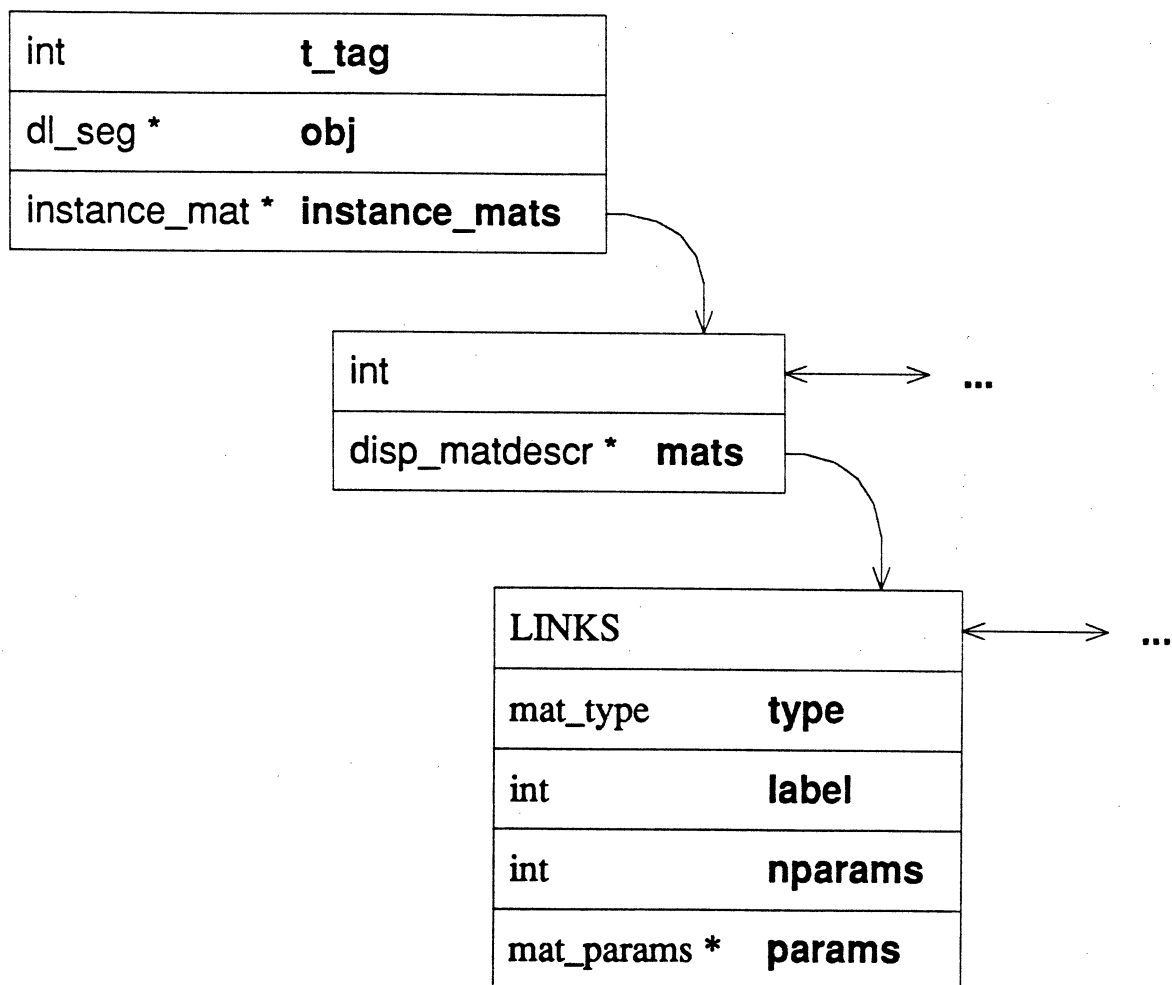 int t_tag
dl_seg * obj
instance_mat * instance_mats
int
...
disp_matdescr * mats
LINKS
...
mat_type type
int label
int nparams
mat_params * params